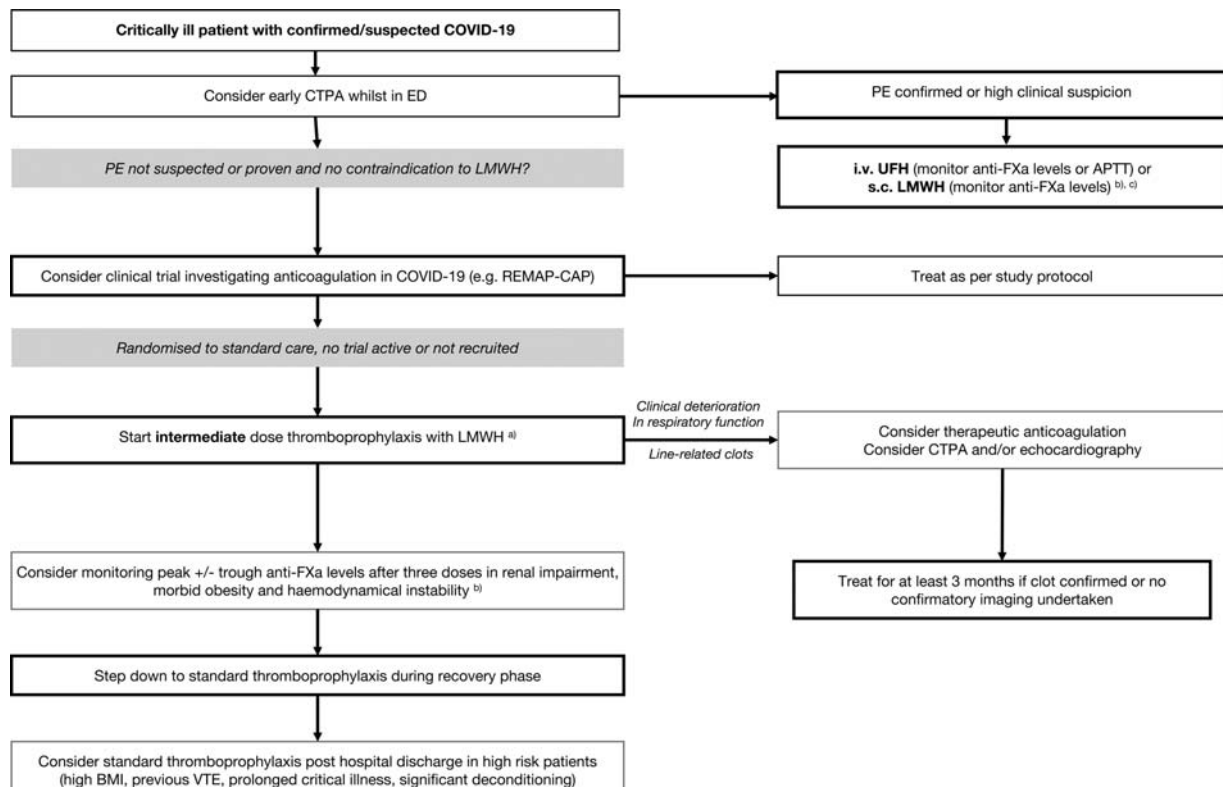 Critically ill patient with confirmed/suspected COVID-19
Consider early CTPA whilst in ED
PE confirmed or high clinical suspicion
PE not suspected or proven and no contraindication to LMWH?
i.v. UFH (monitor anti-FXa levels or APTT) or
s.c. LMWH (monitor anti-FXa levels) b), c)
Consider clinical trial investigating anticoagulation in COVID-19 (e.g. REMAP-CAP)
Treat as per study protocol
Randomised to standard care, no trial active or not recruited
Start intermediate dose thromboprophylaxis with LMWH a)
Clinical deterioration
In respiratory function
Line-related clots
Consider therapeutic anticoagulation
Consider CTPA and/or echocardiography
Consider monitoring peak +/- trough anti-FXa levels after three doses in renal impairment,
morbid obesity and haemodynamical instability b)
Treat for at least 3 months if clot confirmed or no
confirmatory imaging undertaken
Step down to standard thromboprophylaxis during recovery phase
Consider standard thromboprophylaxis post hospital discharge in high risk patients
(high BMI, previous VTE, prolonged critical illness, significant deconditioning)